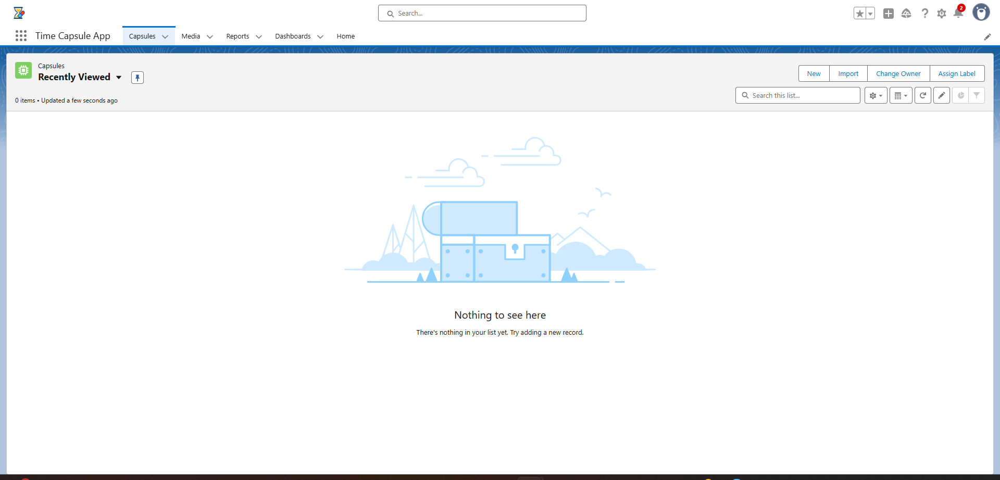 Search...
2
Time Capsule App
Capsules
Media
Reports
Dashboards
Home
Capsules
Recently Viewed
New
Import
Change Owner
Assign Label
0 items • Updated a few seconds ago
Search this list...
Nothing to see here
There's nothing in your list yet. Try adding a new record.